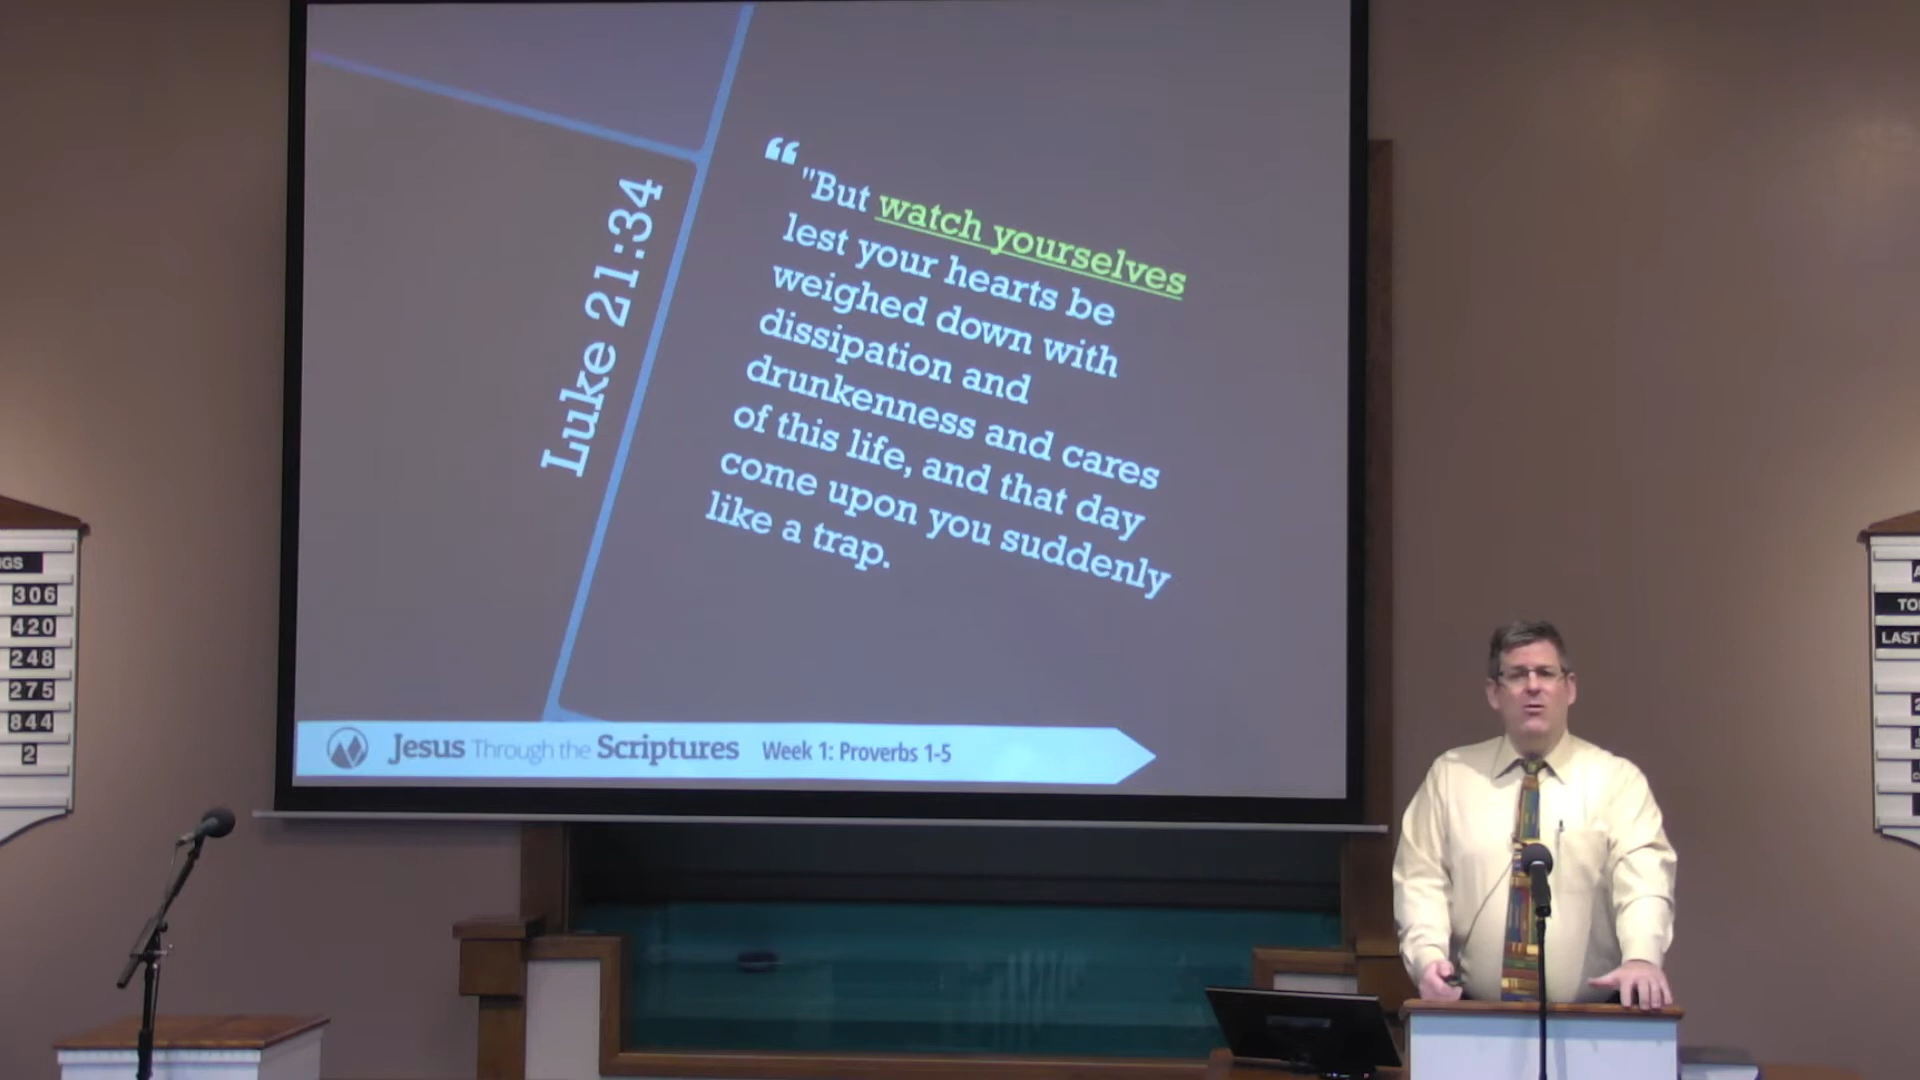 Luke 21:34
“
"But watch yourselves
lest your hearts be
weighed down with
dissipation and
drunkenness and cares
of this life, and that day
come upon you suddenly
like a trap.
Jesus Through the Scriptures Week 1: Proverbs 1-5
GS
306
420
248
275
844
2
TO
LAST